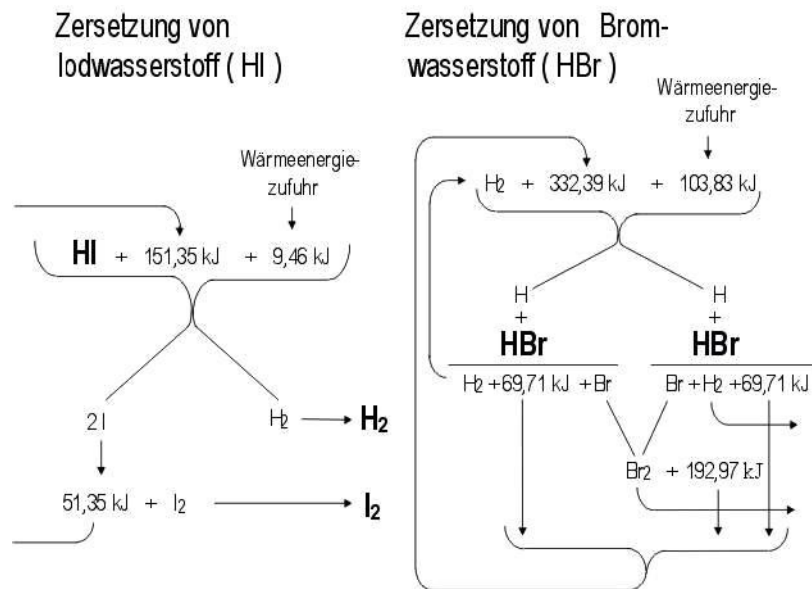 Zersetzung von
Iodwasserstoff ( HI )
Wärmeenergie-
zufuhr
HI + 151,35 kJ + 9,46 kJ
2 I
H2
H2
51,35 kJ + I2
I2
Zersetzung von Brom-
wasserstoff ( HBr )
Wärmeenergie-
zufuhr
H2 + 332,39 kJ + 103,83 kJ
H H
+ +
HBr HBr
H2 +69,71 kJ +Br Br+H2 +69,71 kJ
Br2 + 192,97 kJ